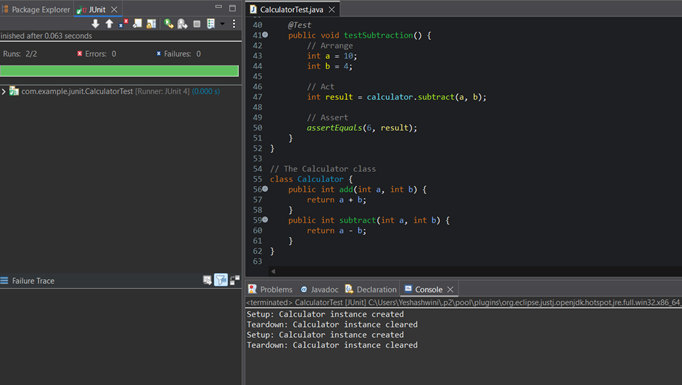 Package Explorer JUnit
inished after 0.063 seconds
Runs: 2/2 Errors: 0 Failures: 0
com.example.junit.CalculatorTest [Runner: JUnit 4] (0.000 s)
Failure Trace
CalculatorTest.java
40 @Test
41 public void testSubtraction() {
42 // Arrange
43 int a = 10;
44 int b = 4;
45
46 // Act
47 int result = calculator.subtract(a, b);
48
49 // Assert
50 assertEquals(6, result);
51 }
52 }
53
54 // The Calculator class
55 class Calculator {
56 public int add(int a, int b) {
57 return a + b;
58 }
59 public int subtract(int a, int b) {
60 return a - b;
61 }
62 }
63
Problems Javadoc Declaration Console
<terminated> CalculatorTest [JUnit] C:\Users\Yeshashwini\.p2\pool\plugins\org.eclipse.justj.openjdk.hotspot.jre.full.win32.x86_64_
Setup: Calculator instance created
Teardown: Calculator instance cleared
Setup: Calculator instance created
Teardown: Calculator instance cleared